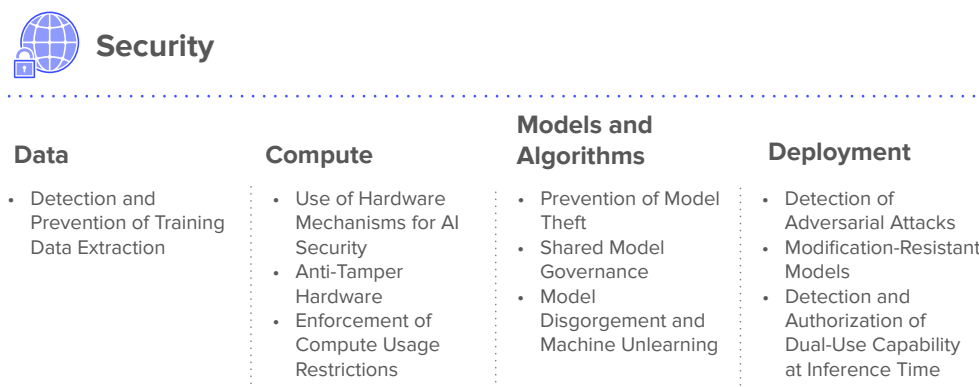 Security
Data
• Detection and
Prevention of Training
Data Extraction
Compute
• Use of Hardware
Mechanisms for AI
Security
• Anti-Tamper
Hardware
• Enforcement of
Compute Usage
Restrictions
Models and
Algorithms
• Prevention of Model
Theft
• Shared Model
Governance
• Model
Disgorgement and
Machine Unlearning
Deployment
• Detection of
Adversarial Attacks
• Modification-Resistant
Models
• Detection and
Authorization of
Dual-Use Capability
at Inference Time